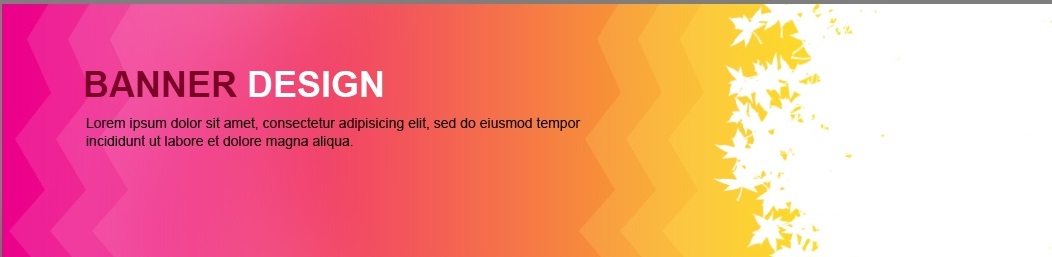 BANNER DESIGN
Lorem ipsum dolor sit amet, consectetur adipisicing elit, sed do eiusmod tempor
incididunt ut labore et dolore magna aliqua.